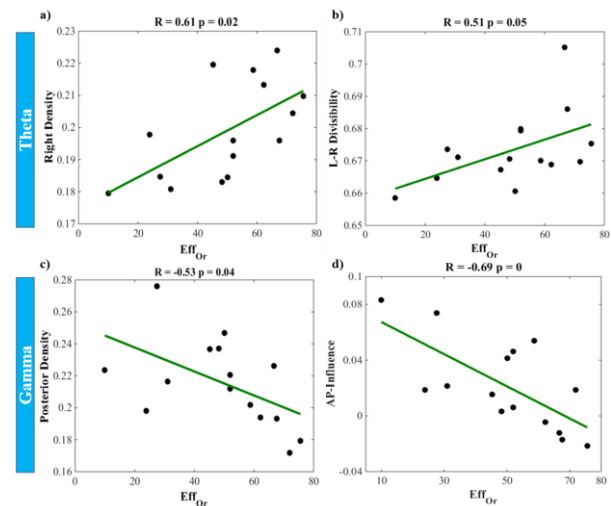 a)
R = 0.61 p = 0.02
0.23
0.22
0.21
0.2
0.19
0.18
0.17
0 20 40 60 80
Right Density
Eff_Or
b)
R = 0.51 p = 0.05
0.71
0.7
0.69
0.68
0.67
0.66
0.65
0 20 40 60 80
L-R Divisibility
Eff_Or
Theta
c)
R = -0.53 p = 0.04
0.28
0.26
0.24
0.22
0.2
0.18
0.16
0 20 40 60 80
Posterior Density
Eff_Or
d)
R = -0.69 p = 0
0.1
0.08
0.04
0
-0.04
10 30 50 70 80
AP-Influence
Eff_Or
Gamma